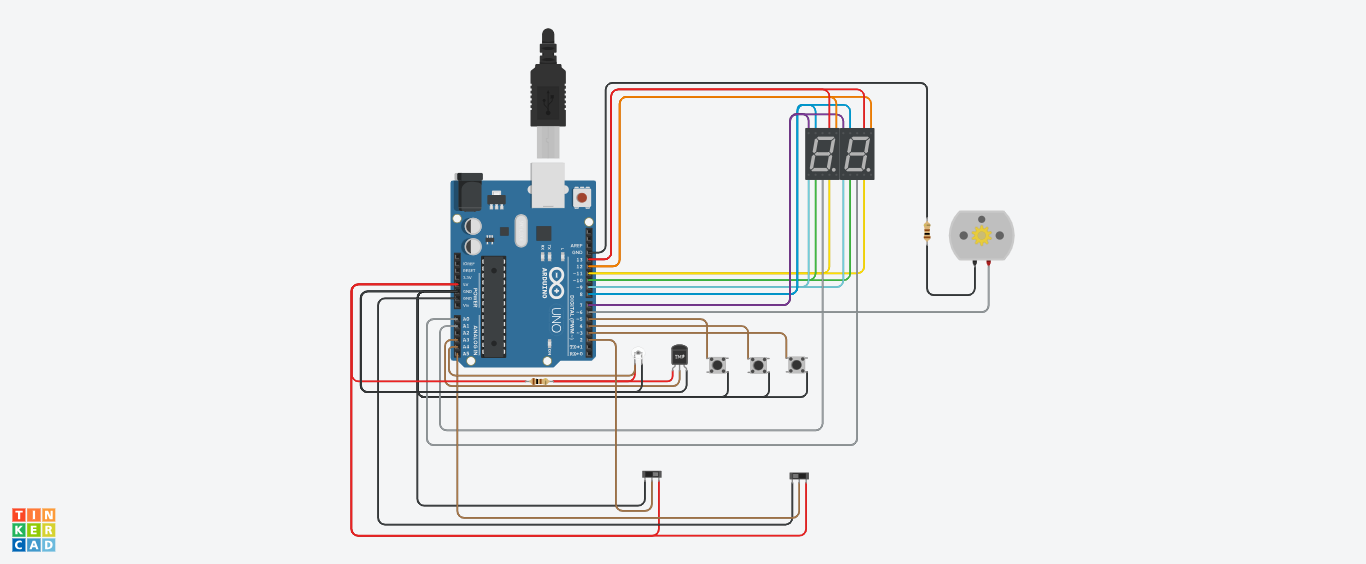 AREF
GND
13
12
~11
~10
~9
8
7
~6
~5
4
~3
2
TX→1
RX←0
DIGITAL (PWM~)
IOREF
RESET
3.3V
5V
GND
GND
Vin
POWER
A0
A1
A2
A3
A4
A5
ANALOG IN
RX
TX
L
ON
ARDUINO
UNO
TMP
TIN
KER
CAD